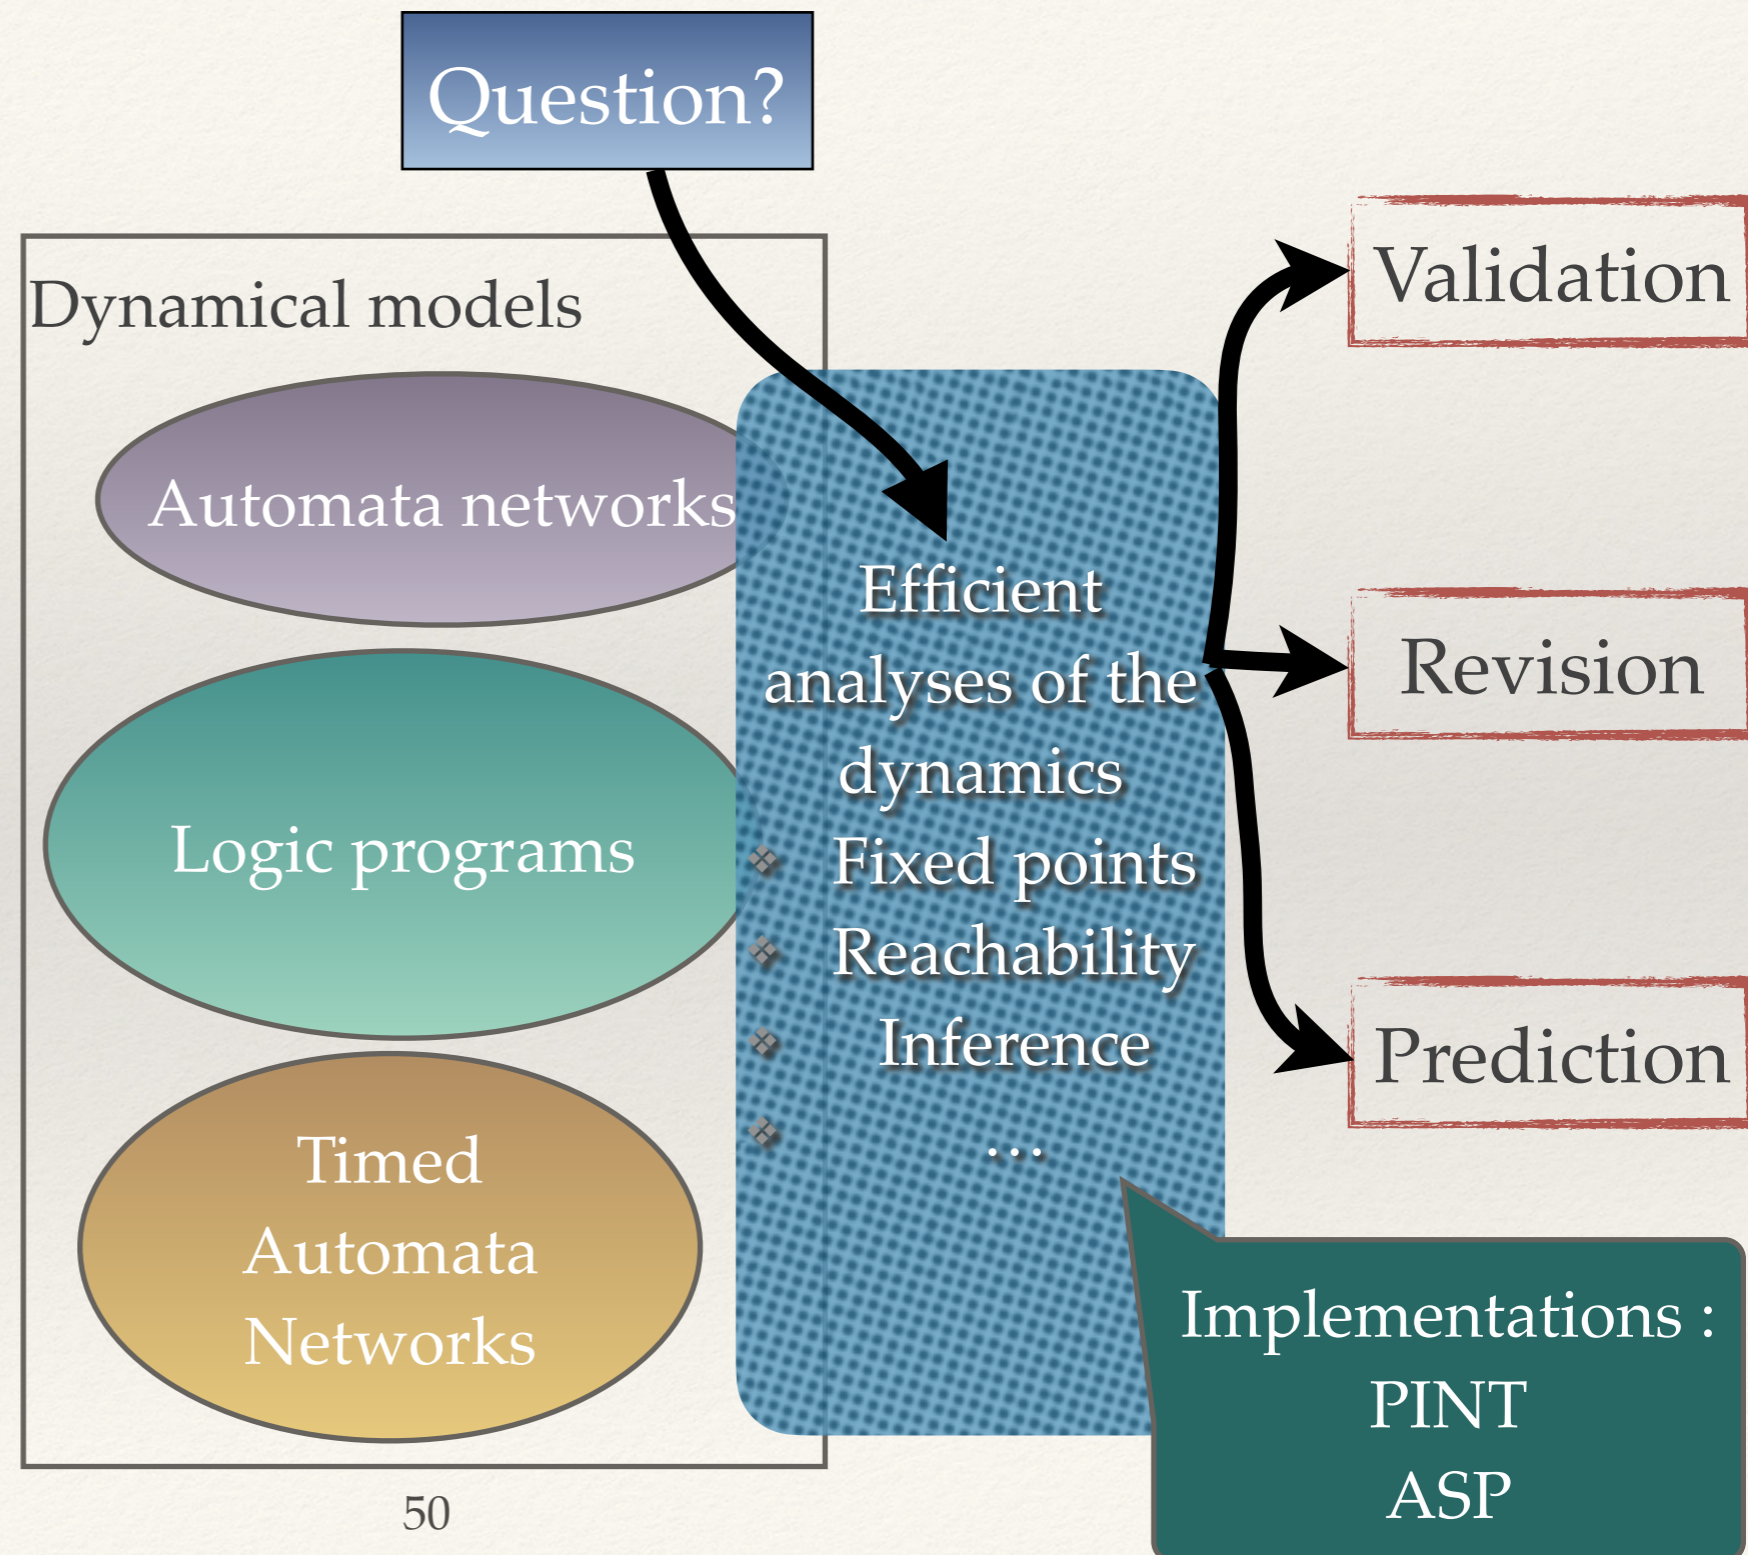 Question?
Dynamical models
Automata networks
Logic programs
Timed
Automata
Networks
Efficient
analyses of the
dynamics
❖ Fixed points
❖ Reachability
❖ Inference
❖ …
Validation
Revision
Prediction
Implementations :
PINT
ASP
50